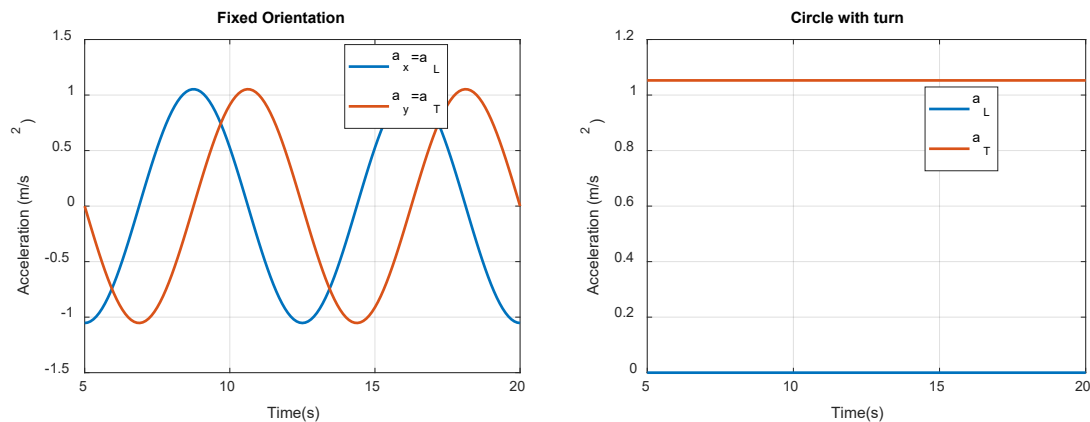 Fixed Orientation
1.5
1
0.5
0
-0.5
-1
-1.5
5
10
15
20
Time(s)
Acceleration (m/s 2)
a x=a L
a y=a T
Circle with turn
1.2
1
0.8
0.6
0.4
0.2
0
5
10
15
20
Time(s)
Acceleration (m/s 2)
a L
a T